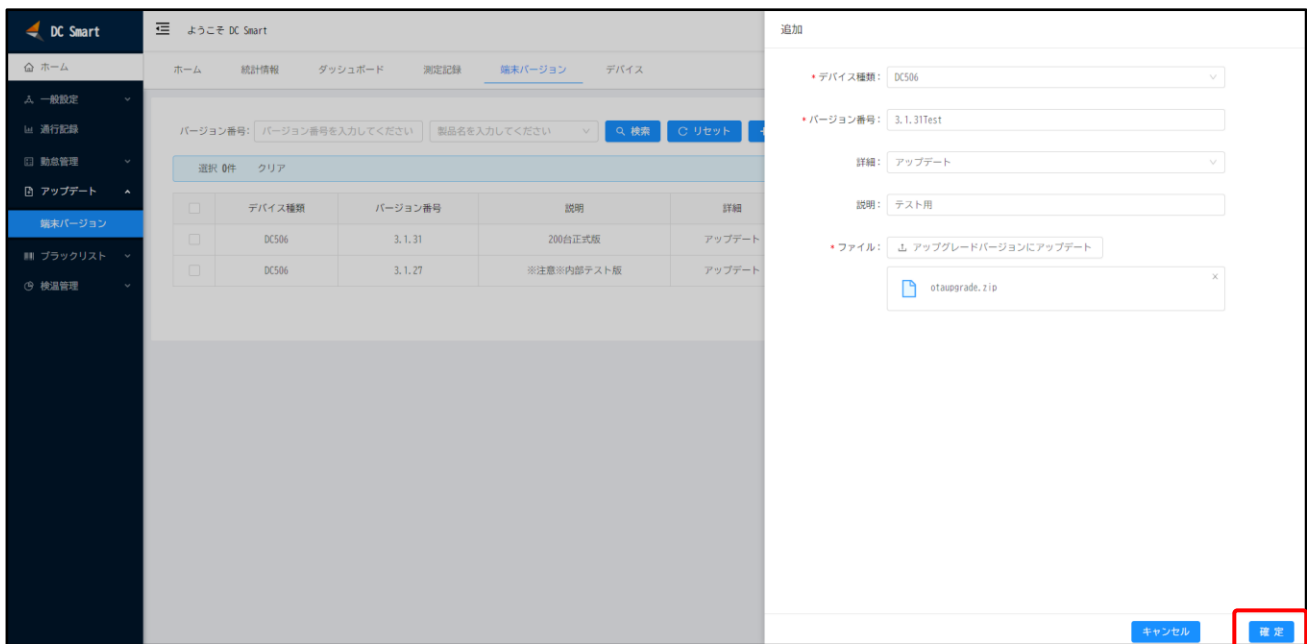 DC Smart
ようこそ DC Smart
追加
ホーム
一般設定
通行記録
勤怠管理
アップデート
端末バージョン
ブラックリスト
検温管理
ホーム 統計情報 ダッシュボード 測定記録 端末バージョン デバイス
バージョン番号: バージョン番号を入力してください 製品名を入力してください 検索 リセット +
選択 0件 クリア
デバイス種類 バージョン番号 説明 詳細
DC506 3.1.31 200台正式版 アップデート
DC506 3.1.27 ※注意※内部テスト版 アップデート
* デバイス種類: DC506
* バージョン番号: 3.1.31Test
詳細: アップデート
説明: テスト用
* ファイル: アップグレードバージョンにアップデート
otaupgrade.zip ×
キャンセル 確 定